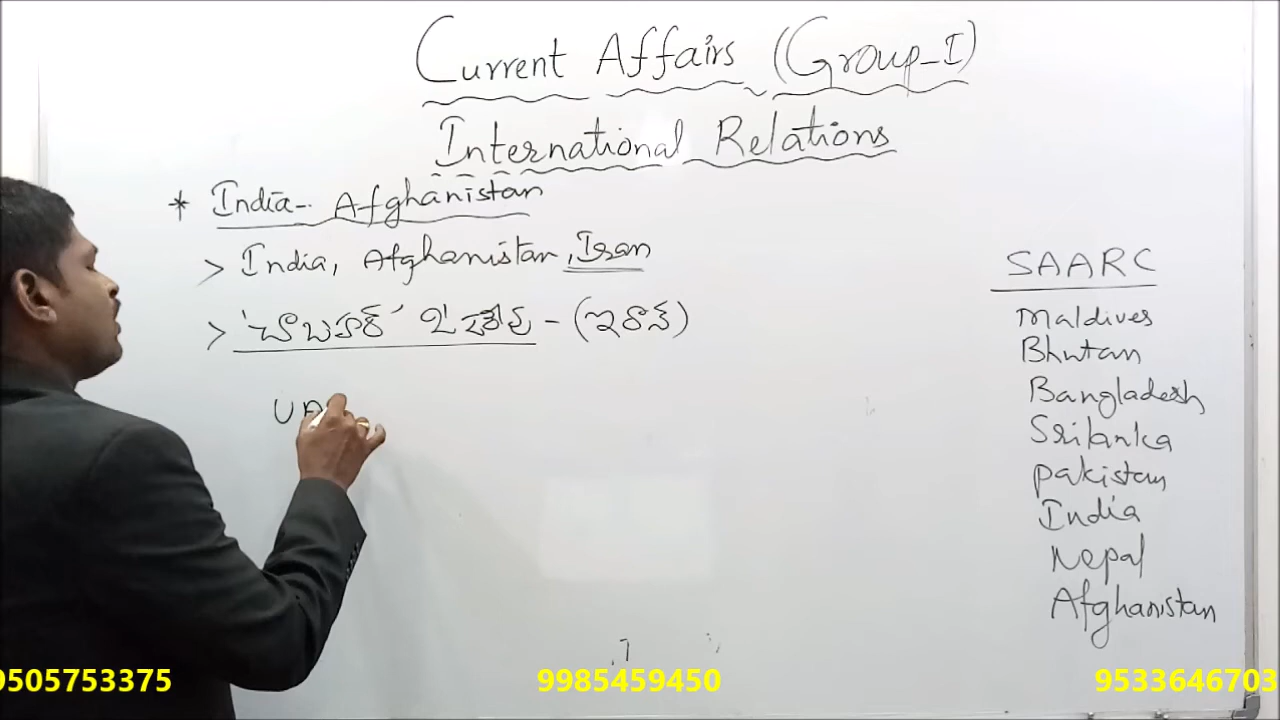 Current Affairs (Group-I)
International Relations
* India- Afghanistan
> India, Afghanistan, Iran
> 'చాబహర్' - (ఇరాన్)
SAARC
Maldives
Bhutan
Bangladesh
Srilanka
Pakistan
India
Nepal
Afghanistan
9505753375
9985459450
9533646703